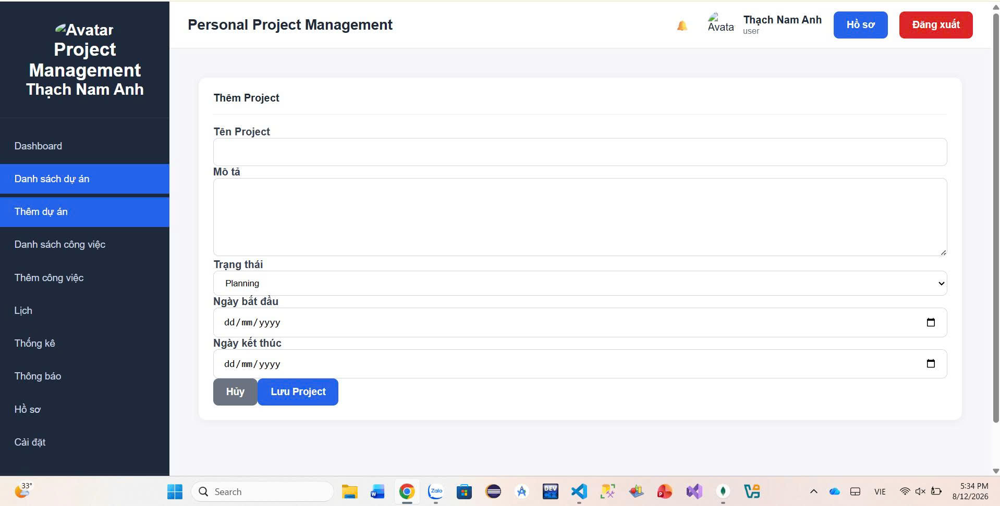 Avatar
Project
Management
Thạch Nam Anh
Dashboard
Danh sách dự án
Thêm dự án
Danh sách công việc
Thêm công việc
Lịch
Thống kê
Thông báo
Hồ sơ
Cài đặt
Personal Project Management
Avata
Thạch Nam Anh
user
Hồ sơ
Đăng xuất
Thêm Project
Tên Project
Mô tả
Trạng thái
Planning
Ngày bắt đầu
dd/mm/yyyy
Ngày kết thúc
dd/mm/yyyy
Hủy
Lưu Project
33°
Search
Zalo
DEV
VIE
5:34 PM
8/12/2026